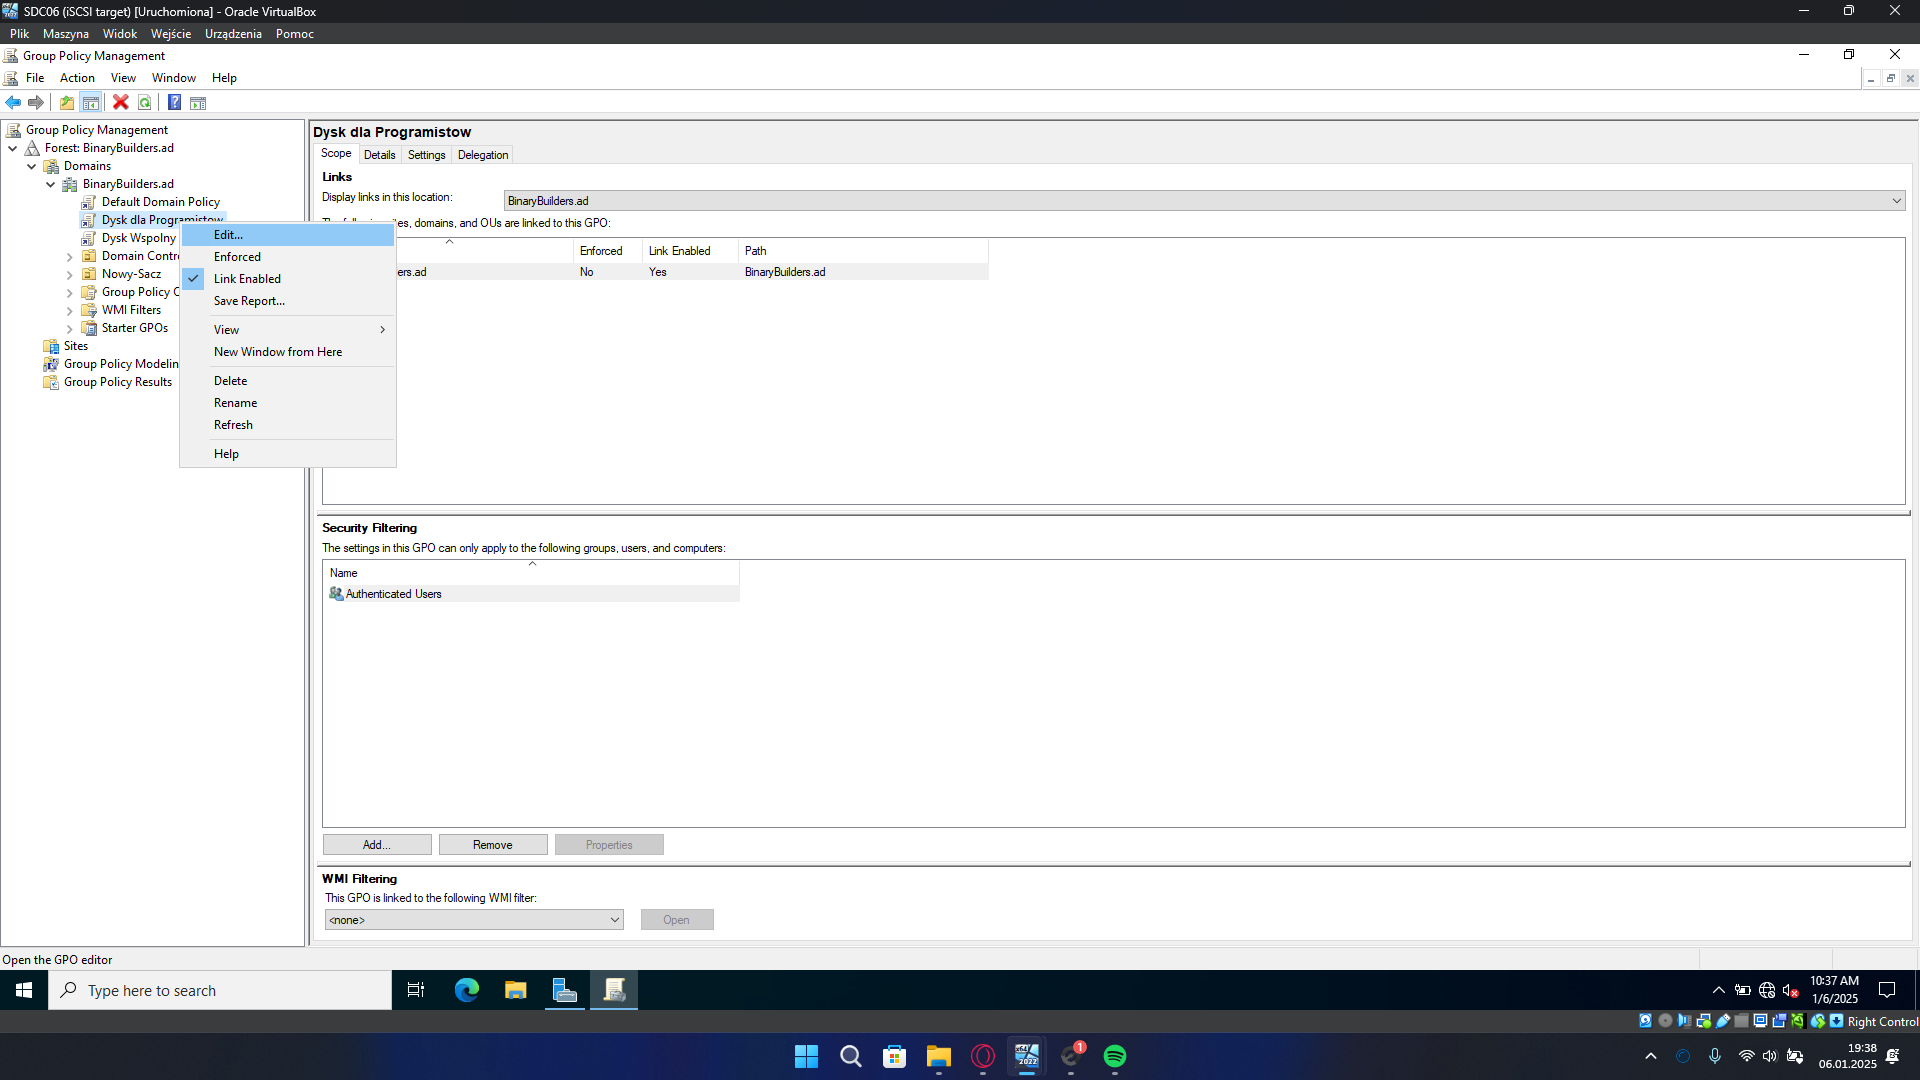 SDC06 (iSCSI target) [Uruchomiona] - Oracle VirtualBox
Plik Maszyna Widok Wejście Urządzenia Pomoc
Group Policy Management
File Action View Window Help
Group Policy Management
Forest: BinaryBuilders.ad
Domains
BinaryBuilders.ad
Default Domain Policy
Dysk dla Programistow
Dysk Wspolny
Domain Contr
Nowy-Sacz
Group Policy O
WMI Filters
Starter GPOs
Sites
Group Policy Modelin
Group Policy Results
Edit...
Enforced
Link Enabled
Save Report...
View
New Window from Here
Delete
Rename
Refresh
Help
Dysk dla Programistow
Scope Details Settings Delegation
Links
Display links in this location: BinaryBuilders.ad
domains, and OUs are linked to this GPO:
Enforced Link Enabled Path
ers.ad No Yes BinaryBuilders.ad
Security Filtering
The settings in this GPO can only apply to the following groups, users, and computers:
Name
Authenticated Users
Add... Remove Properties
WMI Filtering
This GPO is linked to the following WMI filter:
<none> Open
Open the GPO editor
Type here to search
10:37 AM
1/6/2025
Right Control
x64
2022
1
19:38
06.01.2025